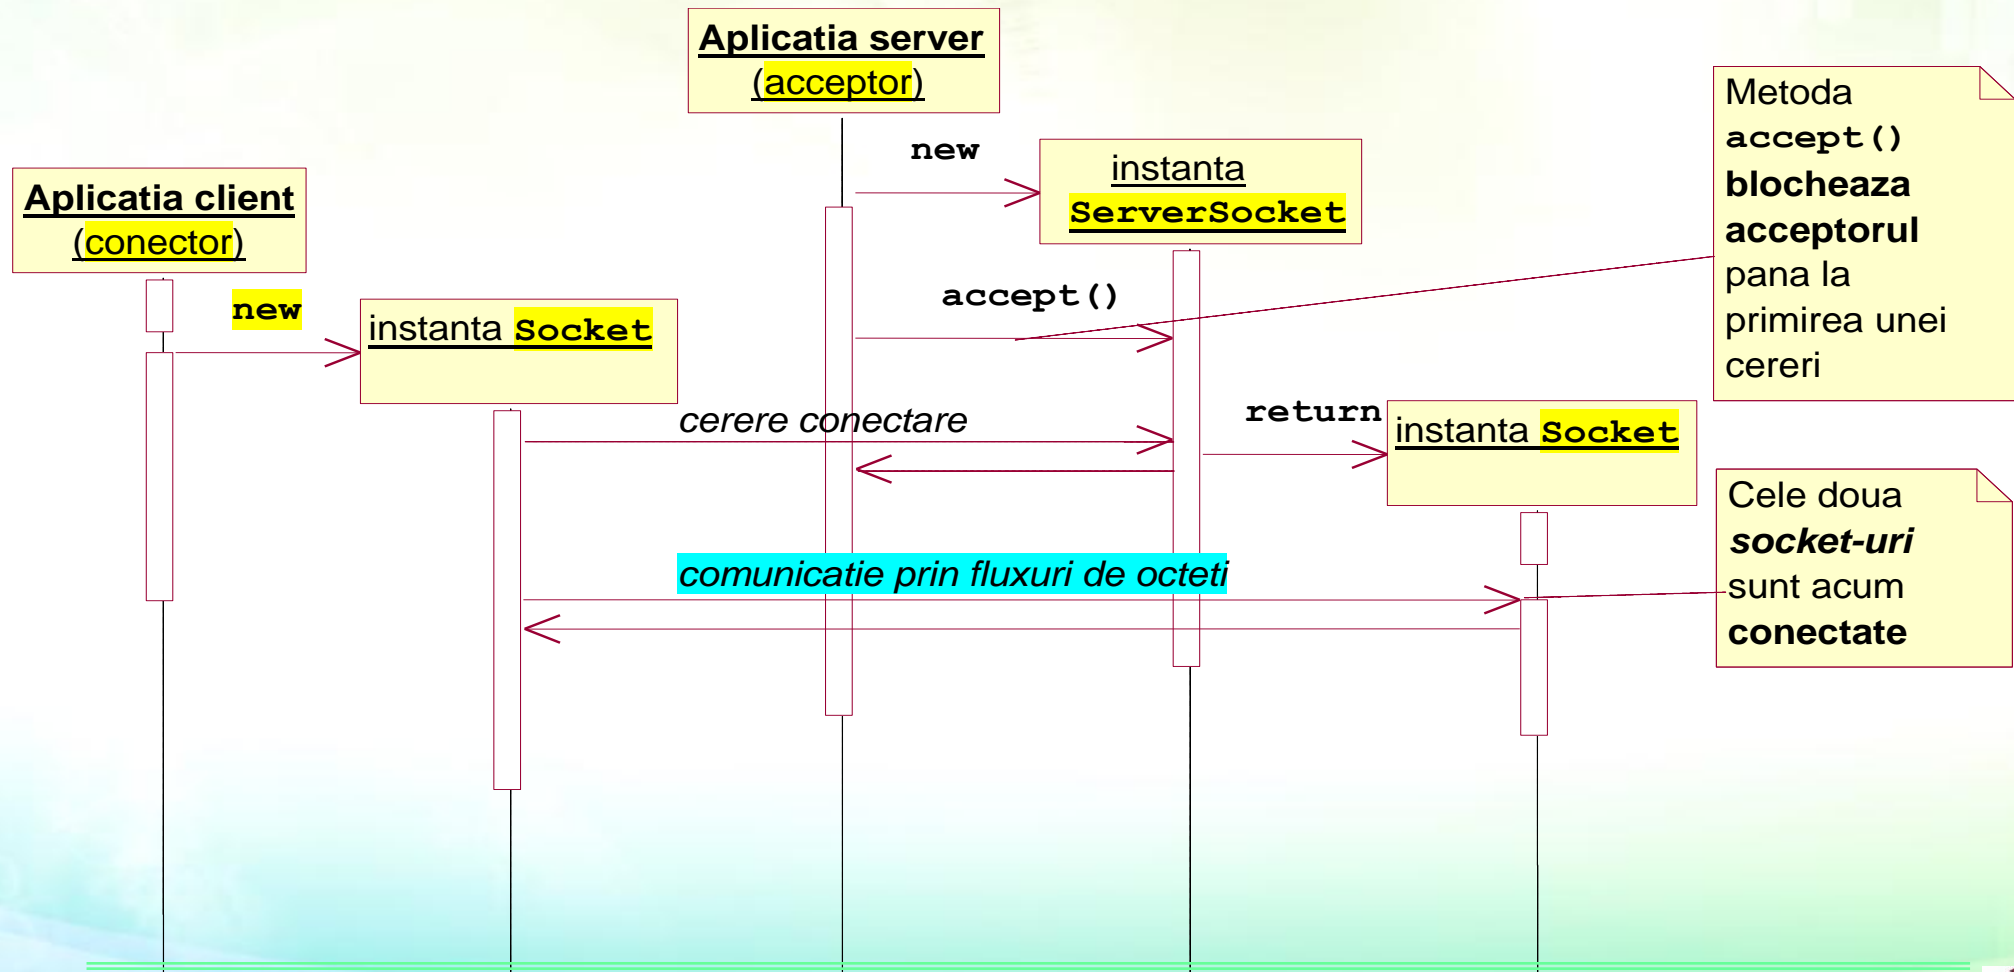 Aplicatia server
(acceptor)
Metoda
accept()
blocheaza
acceptorul
pana la
primirea unei
cereri
new
instanta
ServerSocket
Aplicatia client
(conector)
new
instanta Socket
accept()
cerere conectare
return
instanta Socket
Cele doua
socket-uri
sunt acum
conectate
comunicatie prin fluxuri de octeti